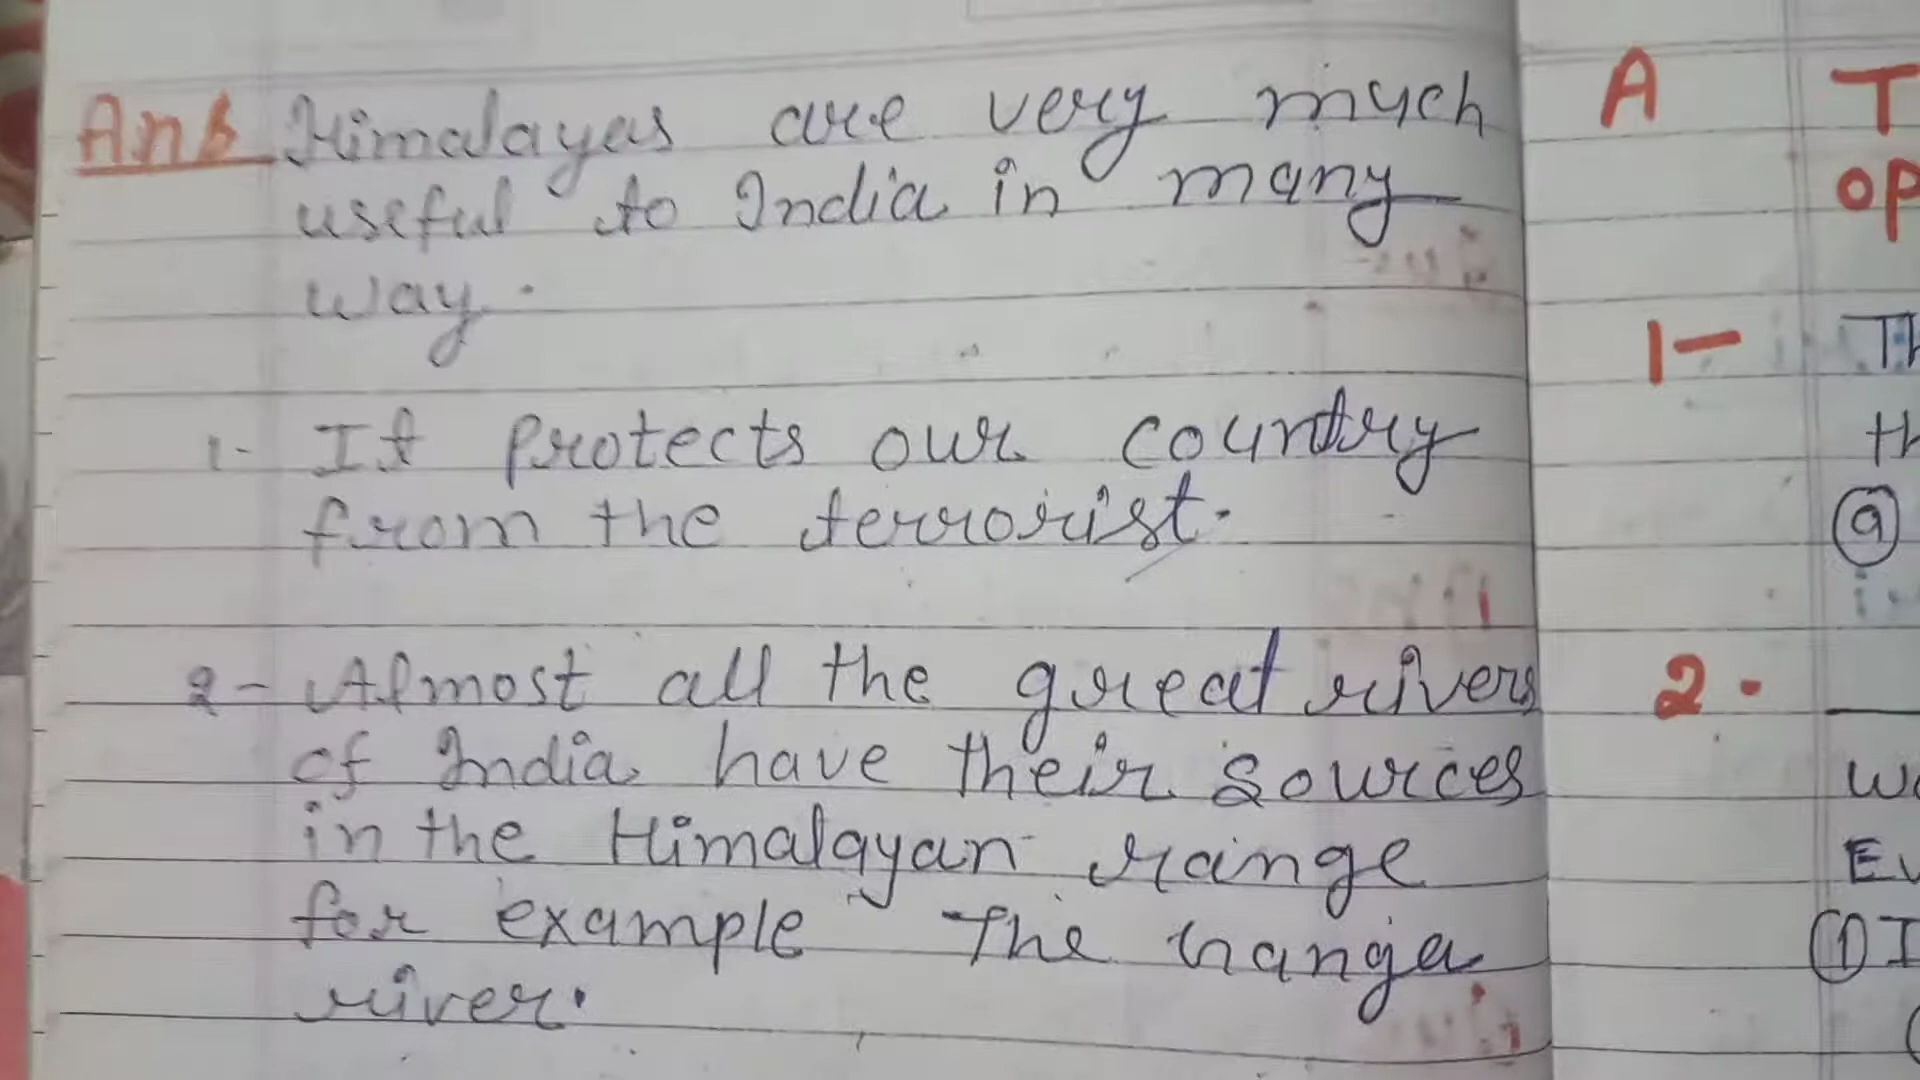 Ans Himalayas are very much
useful to India in many
way.
1- It protects our country
from the terrorist.
2- Almost all the great rivers
of India have their sources
in the Himalayan range
for example The Ganga
river.
A T
op
1- Th
th
(a)
2.
wa
Ev
(1) I